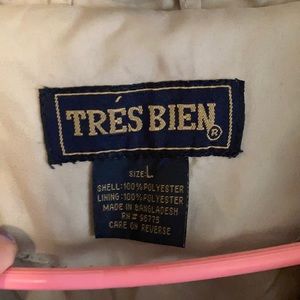 TRÉS BIEN ®
SIZE: L
SHELL: 100% POLYESTER
LINING: 100% POLYESTER
MADE IN BANGLADESH
RN # 56775
CARE ON REVERSE